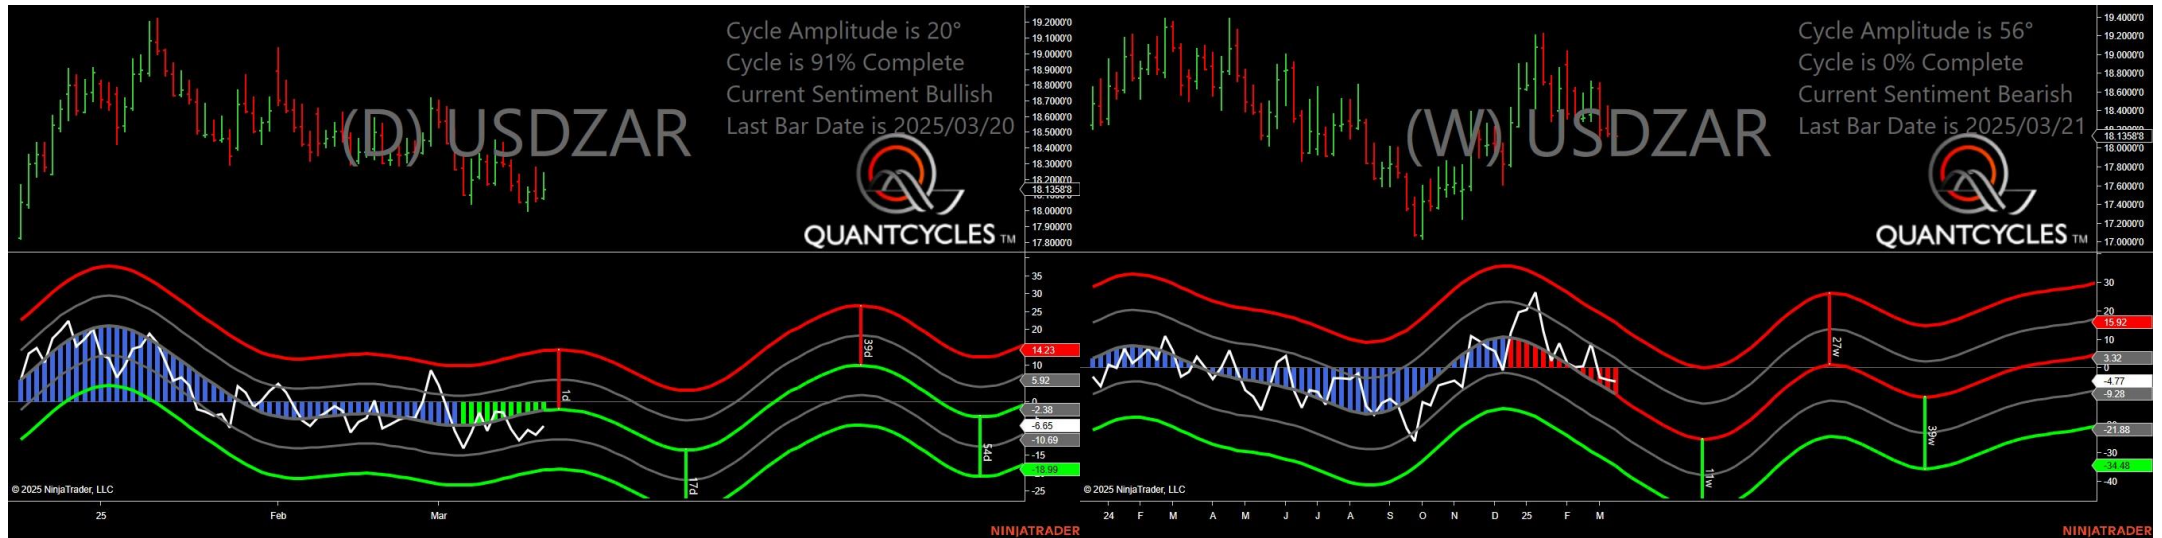 Cycle Amplitude is 20°
Cycle is 91% Complete
Current Sentiment Bullish
Last Bar Date is 2025/03/20
(D) USDZAR
QUANTCYCLES TM
19.2000'0
19.1000'0
19.0000'0
18.9000'0
18.8000'0
18.7000'0
18.6000'0
18.5000'0
18.4000'0
18.3000'0
18.2000'0
18.1358'8
18.0000'0
17.9000'0
17.8000'0
35
30
25
20
14.23
10
5.92
0
-2.38
-6.65
-10.69
-15
-18.99
-25
1d
17d
39d
54d
© 2025 NinjaTrader, LLC
25
Feb
Mar
NINJATRADER
Cycle Amplitude is 56°
Cycle is 0% Complete
Current Sentiment Bearish
Last Bar Date is 2025/03/21
(W) USDZAR
QUANTCYCLES TM
19.4000'0
19.2000'0
19.0000'0
18.8000'0
18.6000'0
18.4000'0
18.1358'8
18.0000'0
17.8000'0
17.6000'0
17.4000'0
17.2000'0
17.0000'0
30
20
15.92
10
3.32
0
-4.77
-9.28
-21.88
-30
-34.48
-40
11w
27w
39w
© 2025 NinjaTrader, LLC
24
F
M
A
M
J
J
A
S
O
N
D
25
F
M
NINJATRADER